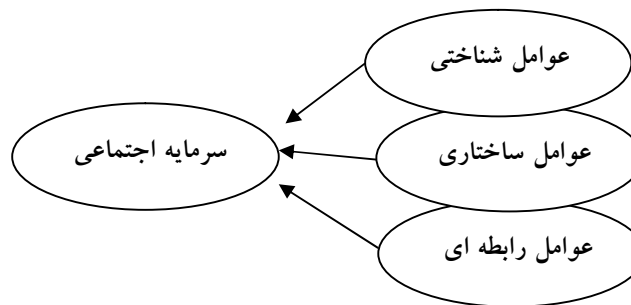 عوامل شناختی
سرمایه اجتماعی
عوامل ساختاری
عوامل رابطه ای